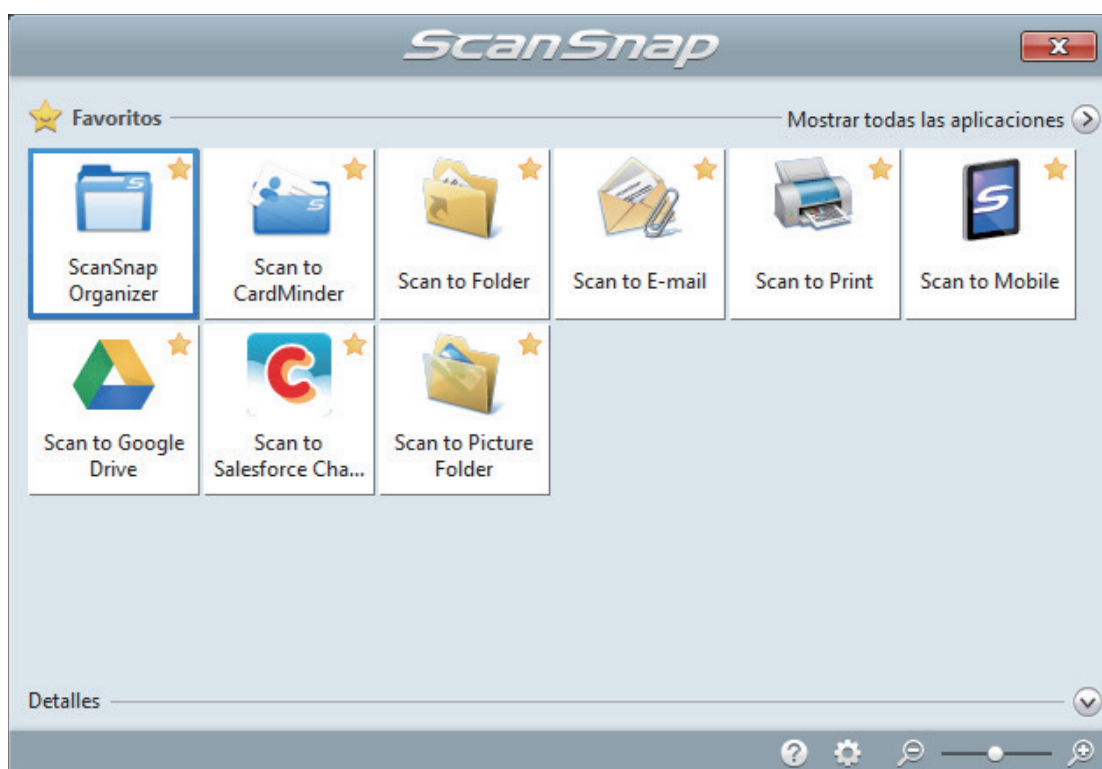 ScanSnap
Favoritos
Mostrar todas las aplicaciones
ScanSnap
Organizer
Scan to
CardMinder
Scan to Folder
Scan to E-mail
Scan to Print
Scan to Mobile
Scan to Google
Drive
Scan to
Salesforce Cha...
Scan to Picture
Folder
Detalles